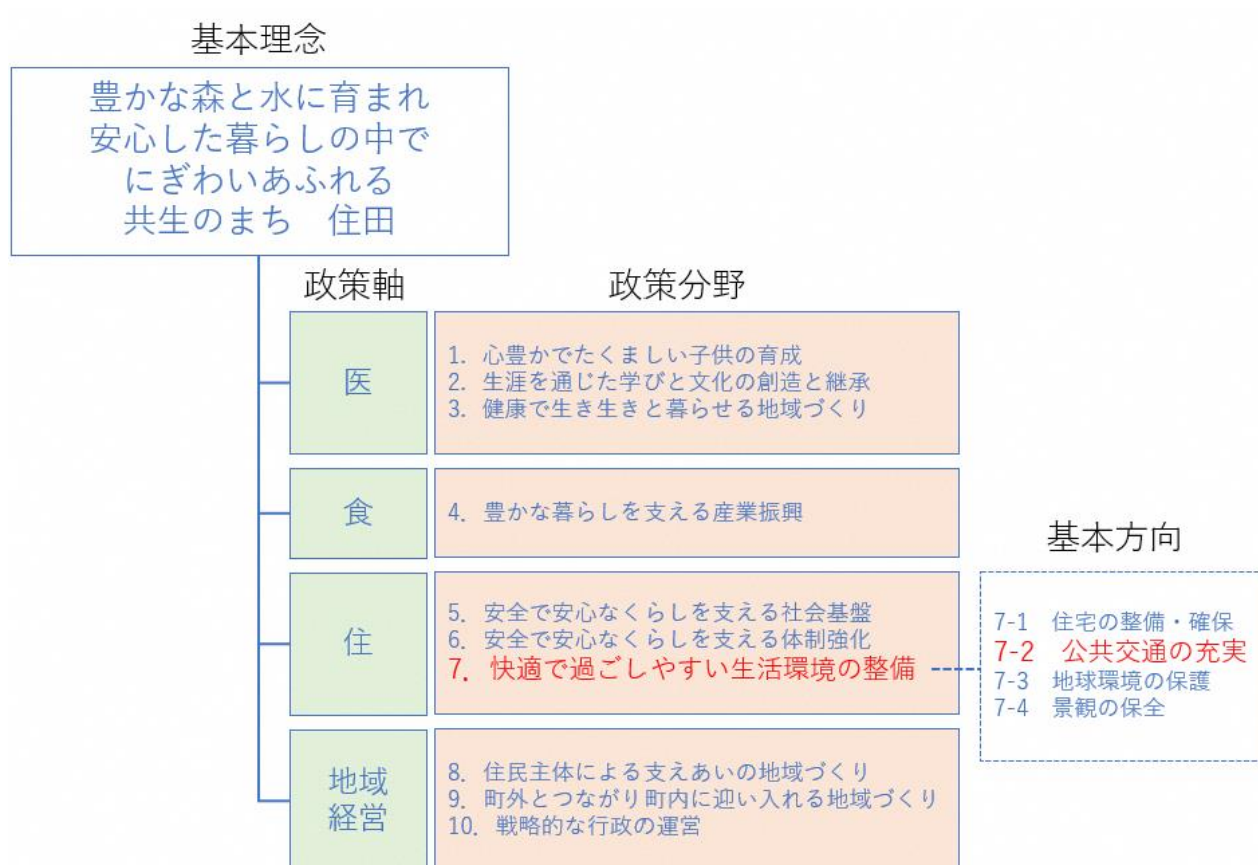 基本理念
豊かな森と水に育まれ
安心した暮らしの中で
にぎわいあふれる
共生のまち　住田
政策軸
政策分野
医
1. 心豊かでたくましい子供の育成
2. 生涯を通じた学びと文化の創造と継承
3. 健康で生き生きと暮らせる地域づくり
食
4. 豊かな暮らしを支える産業振興
住
5. 安全で安心なくらしを支える社会基盤
6. 安全で安心なくらしを支える体制強化
7. 快適で過ごしやすい生活環境の整備
基本方向
7-1　住宅の整備・確保
7-2　公共交通の充実
7-3　地球環境の保護
7-4　景観の保全
地域
経営
8. 住民主体による支えあいの地域づくり
9. 町外とつながり町内に迎い入れる地域づくり
10. 戦略的な行政の運営